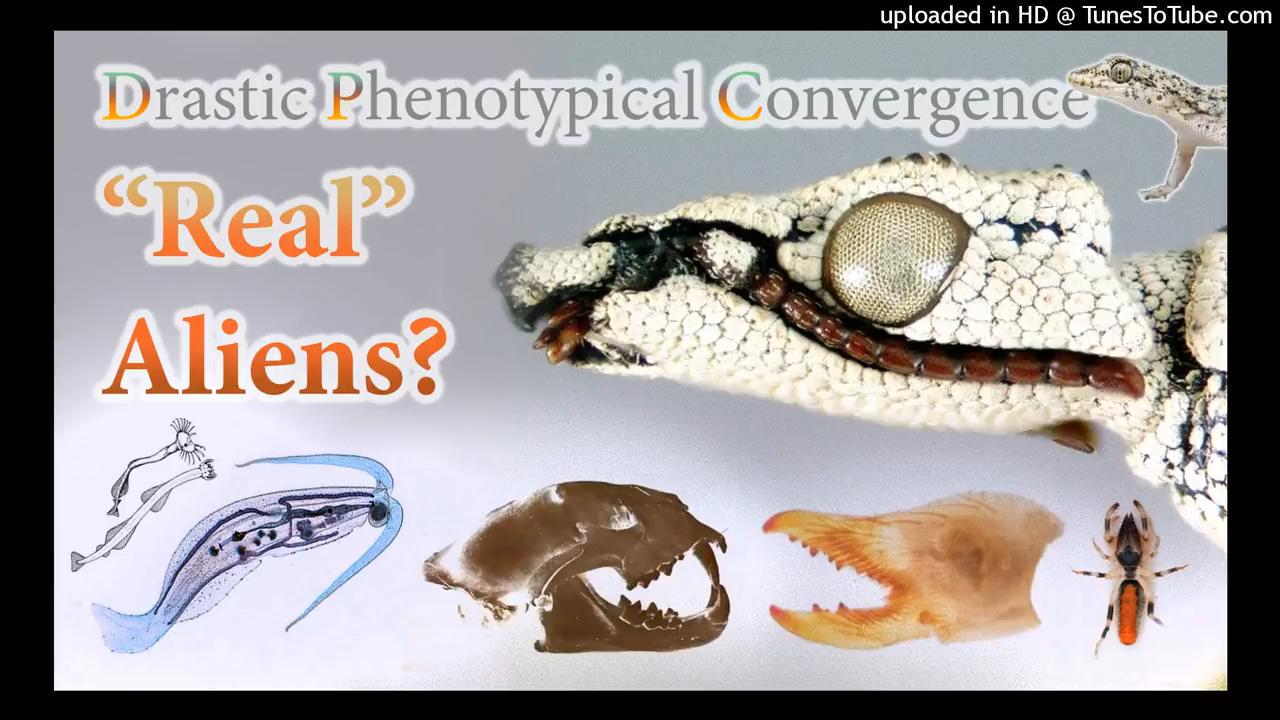 uploaded in HD @ TunesToTube.com
Drastic Phenotypical Convergence
“Real”
Aliens?